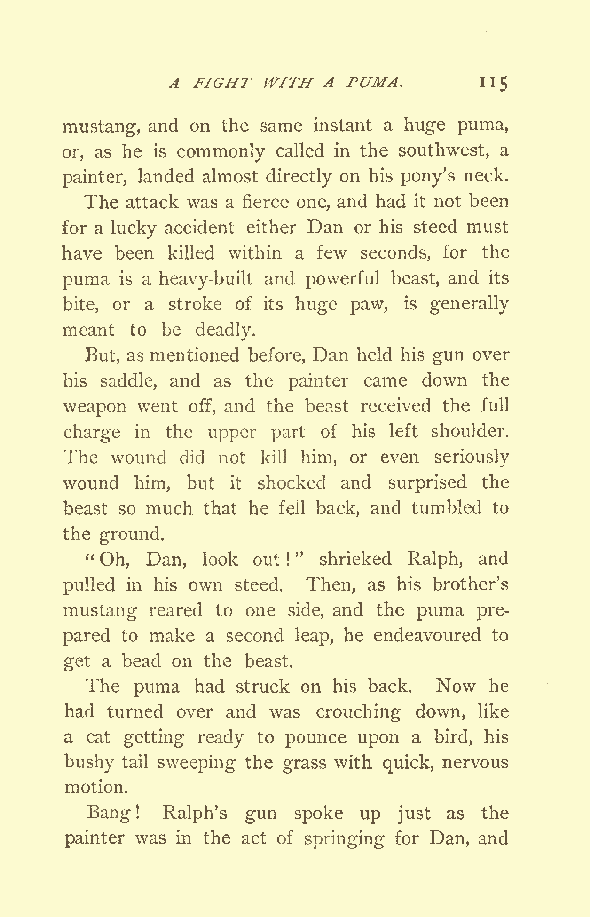 A FIGHT WITH A PUMA. 115
mustang, and on the same instant a huge puma,
or, as he is commonly called in the southwest, a
painter, landed almost directly on his pony's neck.
The attack was a fierce one, and had it not been
for a lucky accident either Dan or his steed must
have been killed within a few seconds, for the
puma is a heavy-built and powerful beast, and its
bite, or a stroke of its huge paw, is generally
meant to be deadly.
But, as mentioned before, Dan held his gun over
his saddle, and as the painter came down the
weapon went off, and the beast received the full
charge in the upper part of his left shoulder.
The wound did not kill him, or even seriously
wound him, but it shocked and surprised the
beast so much that he fell back, and tumbled to
the ground.
"Oh, Dan, look out!" shrieked Ralph, and
pulled in his own steed. Then, as his brother's
mustang reared to one side, and the puma pre-
pared to make a second leap, he endeavoured to
get a bead on the beast.
The puma had struck on his back. Now he
had turned over and was crouching down, like
a cat getting ready to pounce upon a bird, his
bushy tail sweeping the grass with quick, nervous
motion.
Bang! Ralph's gun spoke up just as the
painter was in the act of springing for Dan, and